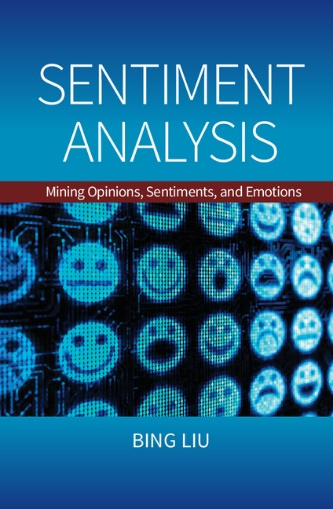 SENTIMENT
ANALYSIS
Mining Opinions, Sentiments, and Emotions
BING LIU